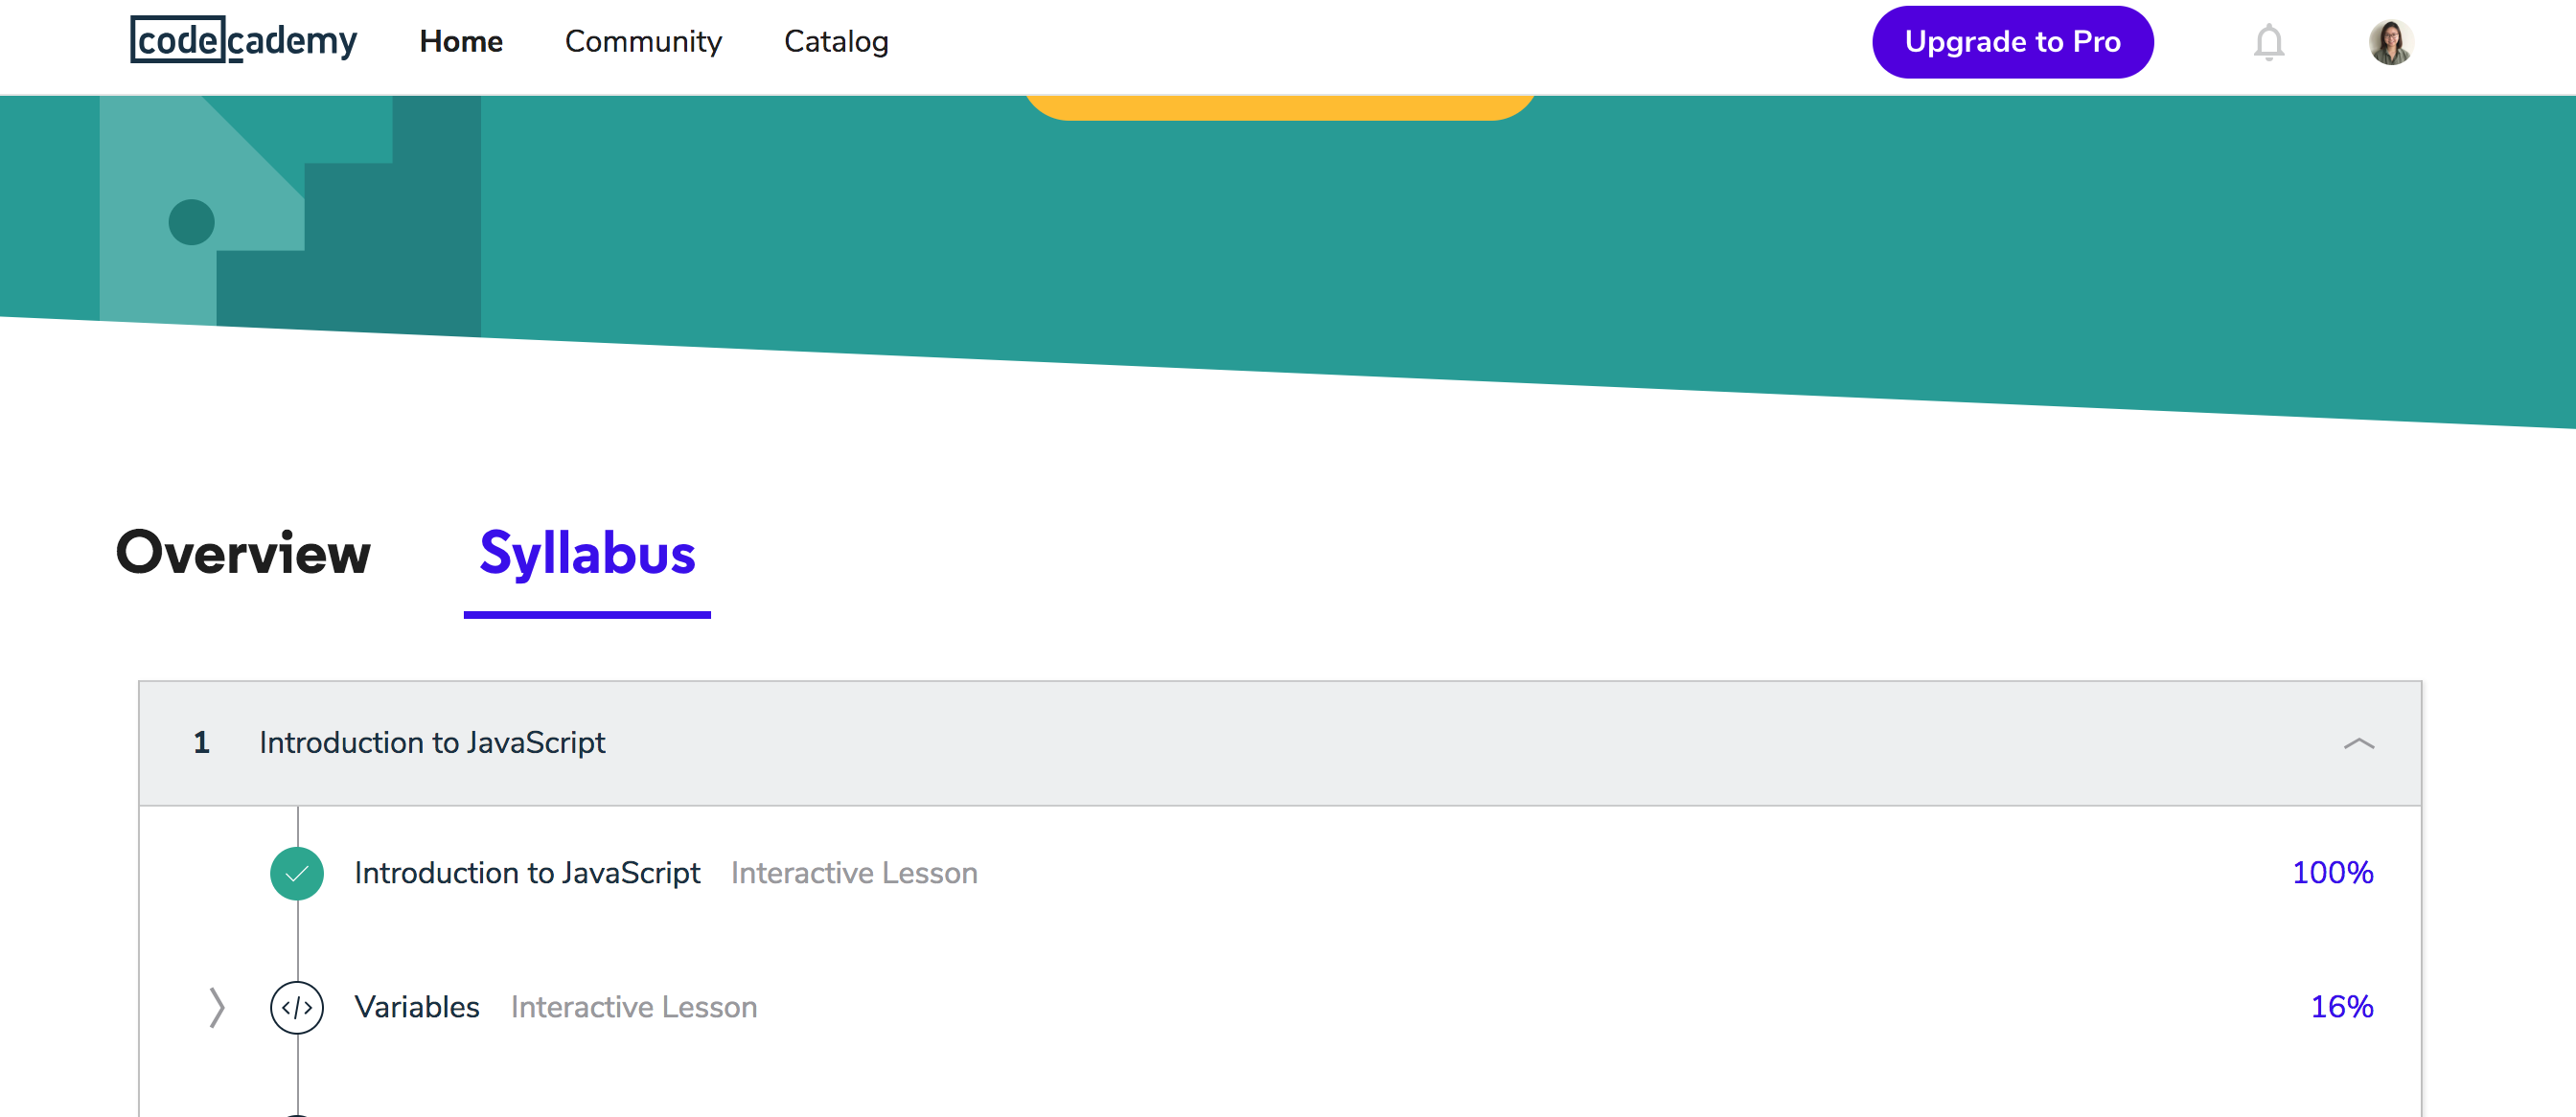 codecademy Home Community Catalog Upgrade to Pro
Overview Syllabus
1 Introduction to JavaScript
Introduction to JavaScript Interactive Lesson 100%
</> Variables Interactive Lesson 16%